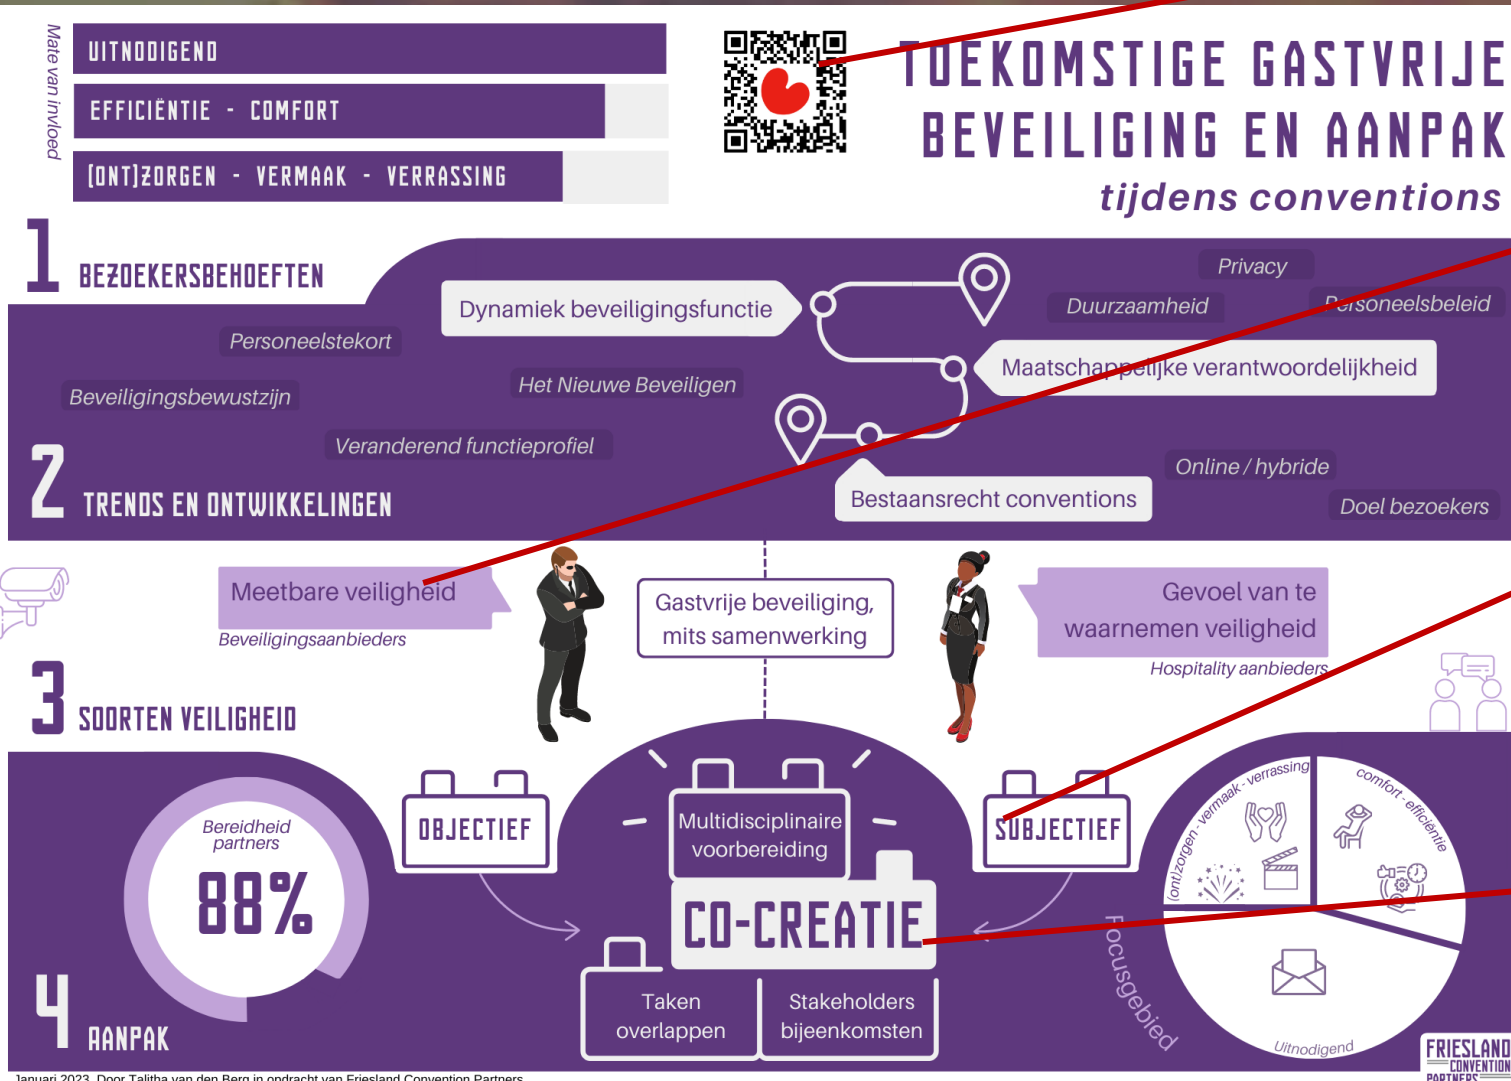 Mate van invloed
UITNODIGEND
EFFICIËNTIE - COMFORT
(ONT)ZORGEN - VERMAAK - VERRASSING
TOEKOMSTIGE GASTVRIJE
BEVEILIGING EN AANPAK
tijdens conventions
1 BEZOEKERSBEHOEFTEN
Dynamiek beveiligingsfunctie
Privacy
Duurzaamheid
Personeelsbeleid
Personeelstekort
Maatschappelijke verantwoordelijkheid
Beveiligingsbewustzijn
Het Nieuwe Beveiligen
Veranderend functieprofiel
Online / hybride
Bestaansrecht conventions
Doel bezoekers
2 TRENDS EN ONTWIKKELINGEN
Meetbare veiligheid
Beveiligingsaanbieders
Gastvrije beveiliging,
mits samenwerking
Gevoel van te
waarnemen veiligheid
Hospitality aanbieders
3 SOORTEN VEILIGHEID
Bereidheid
partners
88%
OBJECTIEF
Multidisciplinaire
voorbereiding
SUBJECTIEF
CO-CREATIE
Taken
overlappen
Stakeholders
bijeenkomsten
(ont)zorgen - vermaak - verrassing
comfort - efficiëntie
Focusgebied
Uitnodigend
4 AANPAK
FRIESLAND
CONVENTION
PARTNERS
Januari 2023, Door Talitha van den Berg in opdracht van Friesland Convention Partners